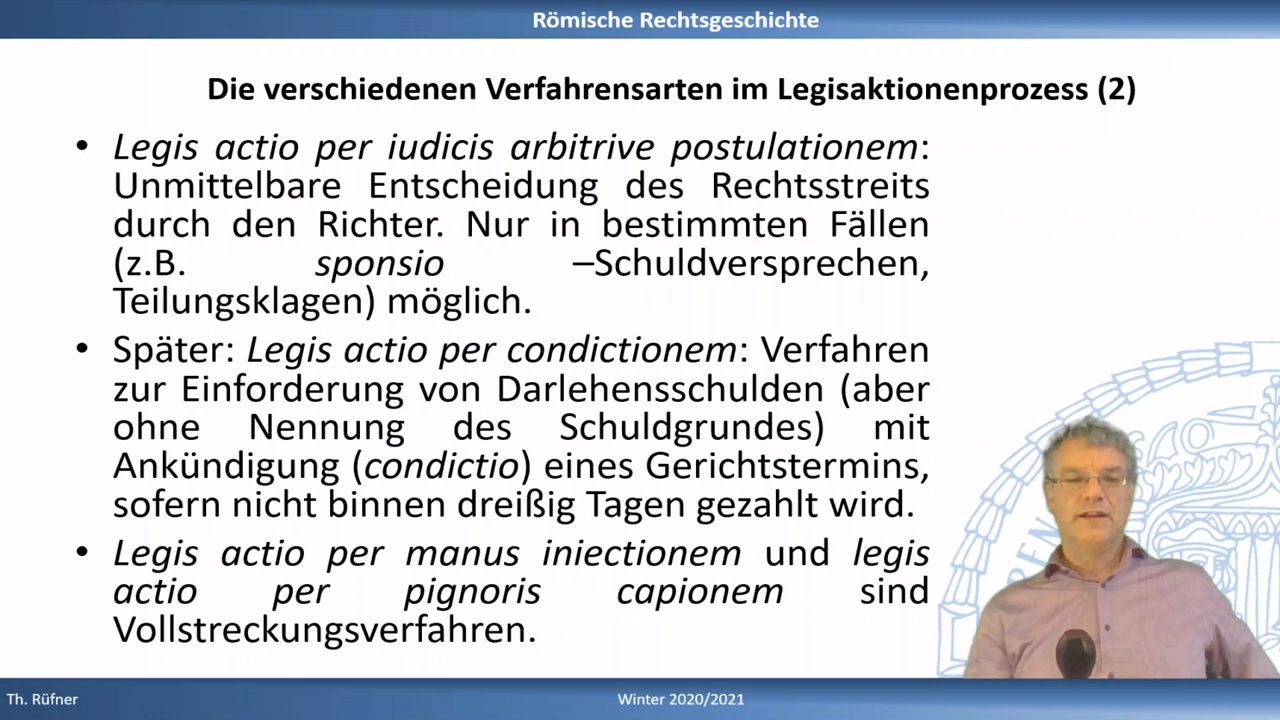 Römische Rechtsgeschichte
Die verschiedenen Verfahrensarten im Legisaktionenprozess (2)
• Legis actio per iudicis arbitrive postulationem:
Unmittelbare Entscheidung des Rechtsstreits
durch den Richter. Nur in bestimmten Fällen
(z.B. sponsio –Schuldversprechen,
Teilungsklagen) möglich.
• Später: Legis actio per condictionem: Verfahren
zur Einforderung von Darlehensschulden (aber
ohne Nennung des Schuldgrundes) mit
Ankündigung (condictio) eines Gerichtstermins,
sofern nicht binnen dreißig Tagen gezahlt wird.
• Legis actio per manus iniectionem und legis
actio per pignoris capionem sind
Vollstreckungsverfahren.
Th. Rüfner
Winter 2020/2021